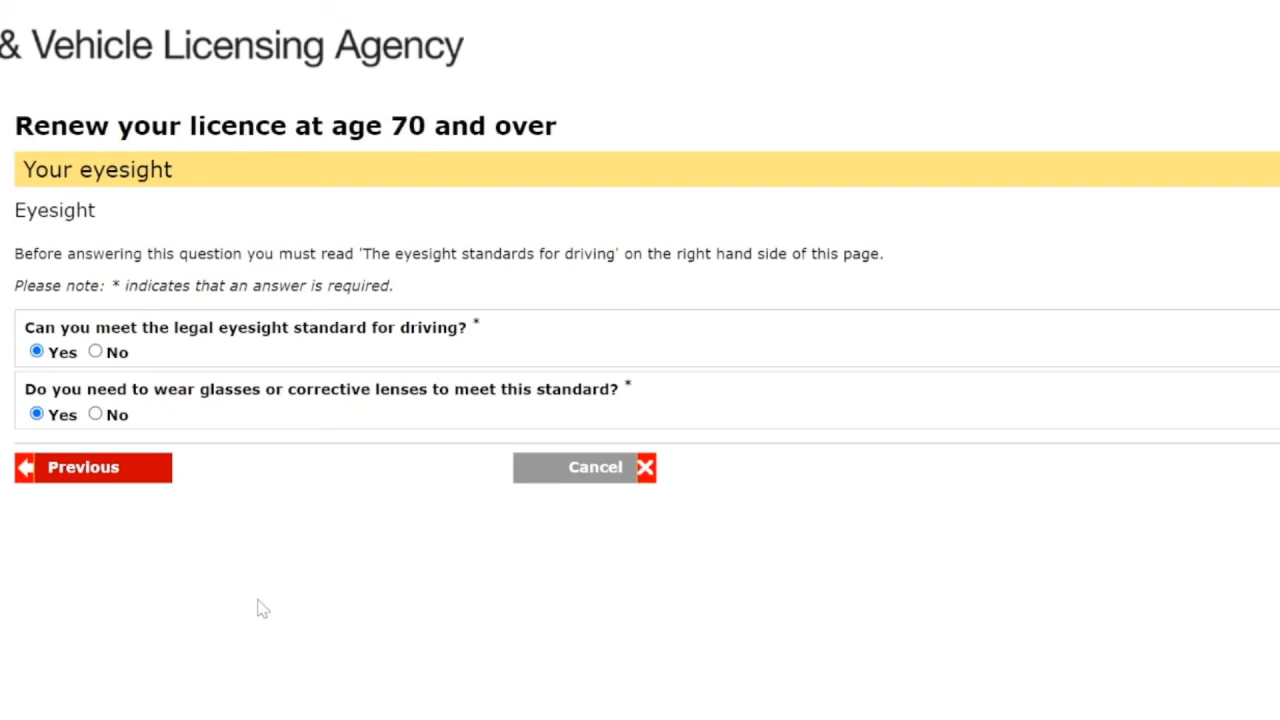 & Vehicle Licensing Agency
Renew your licence at age 70 and over
Your eyesight
Eyesight
Before answering this question you must read 'The eyesight standards for driving' on the right hand side of this page.
Please note: * indicates that an answer is required.
Can you meet the legal eyesight standard for driving? *
Yes No
Do you need to wear glasses or corrective lenses to meet this standard? *
Yes No
Previous Cancel